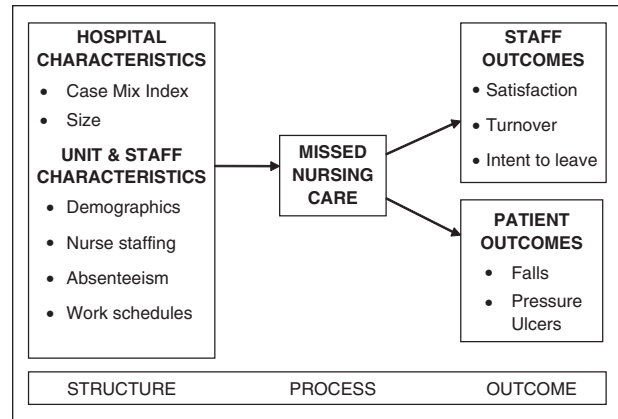 HOSPITAL
CHARACTERISTICS
• Case Mix Index
• Size
UNIT & STAFF
CHARACTERISTICS
• Demographics
• Nurse staffing
• Absenteeism
• Work schedules
MISSED
NURSING
CARE
STAFF
OUTCOMES
• Satisfaction
• Turnover
• Intent to leave
PATIENT
OUTCOMES
• Falls
• Pressure
Ulcers
STRUCTURE PROCESS OUTCOME